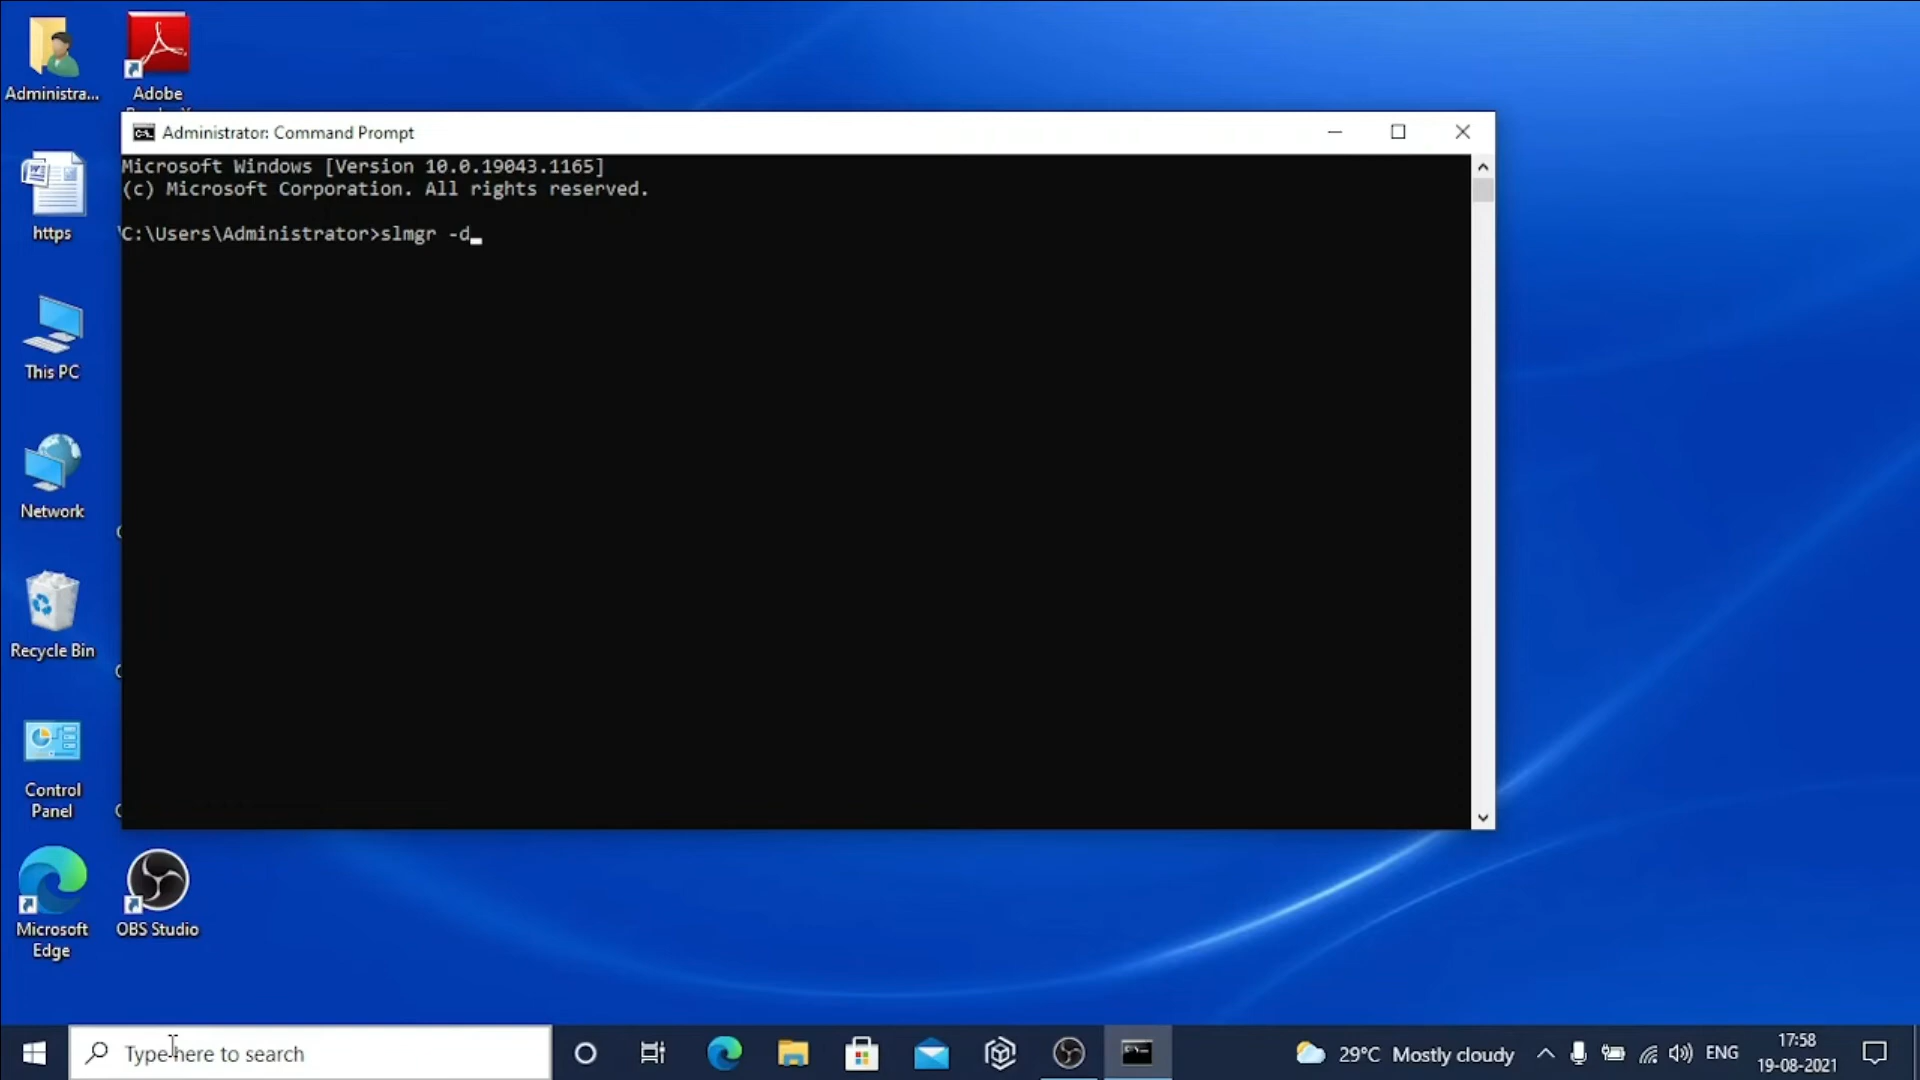 Administra...
Adobe
Administrator: Command Prompt
Microsoft Windows [Version 10.0.19043.1165]
(c) Microsoft Corporation. All rights reserved.
C:\Users\Administrator>slmgr -d
https
This PC
Network
Recycle Bin
Control
Panel
Microsoft
Edge
OBS Studio
Type here to search
29°C Mostly cloudy
ENG
17:58
19-08-2021